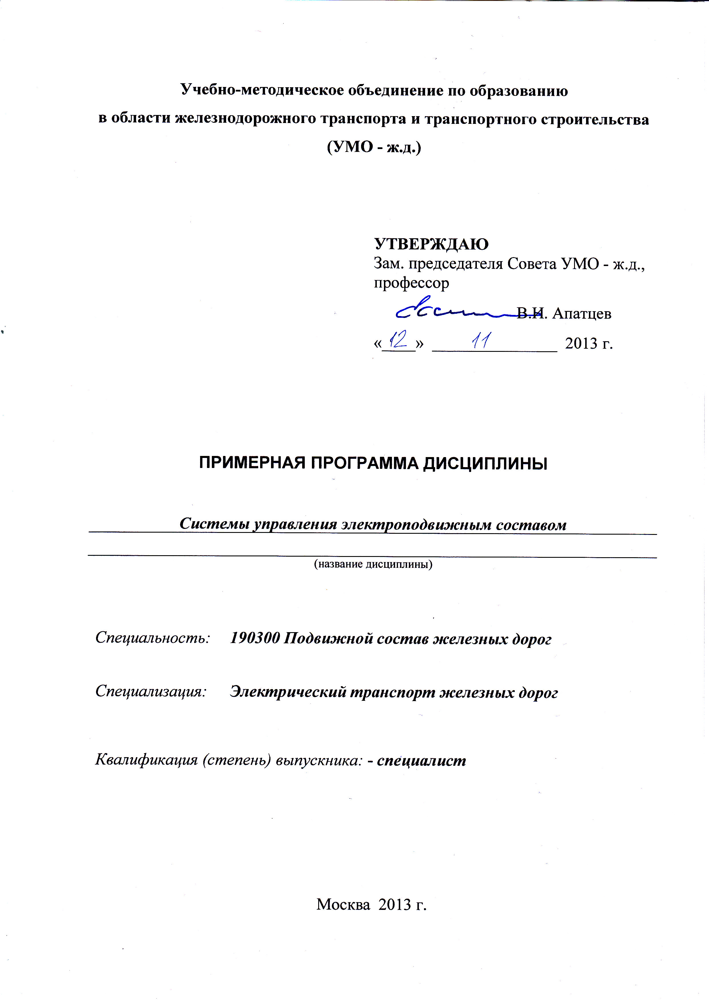 Учебно-методическое объединение по образованию
в области железнодорожного транспорта и транспортного строительства
(УМО - ж.д.)
УТВЕРЖДАЮ
Зам. председателя Совета УМО - ж.д.,
профессор
В.И. Апатцев
«12» 11 2013 г.
ПРИМЕРНАЯ ПРОГРАММА ДИСЦИПЛИНЫ
Системы управления электроподвижным составом
(название дисциплины)
Специальность: 190300 Подвижной состав железных дорог
Специализация: Электрический транспорт железных дорог
Квалификация (степень) выпускника: - специалист
Москва 2013 г.